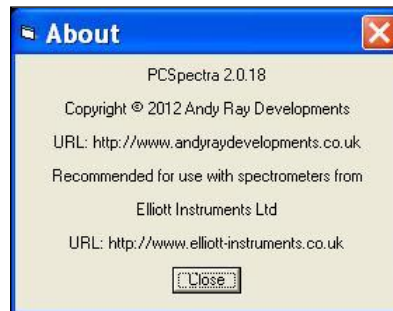 About
PCSpectra 2.0.18
Copyright © 2012 Andy Ray Developments
URL: http://www.andyraydevelopments.co.uk
Recommended for use with spectrometers from
Elliott Instruments Ltd
URL: http://www.elliott-instruments.co.uk
Close